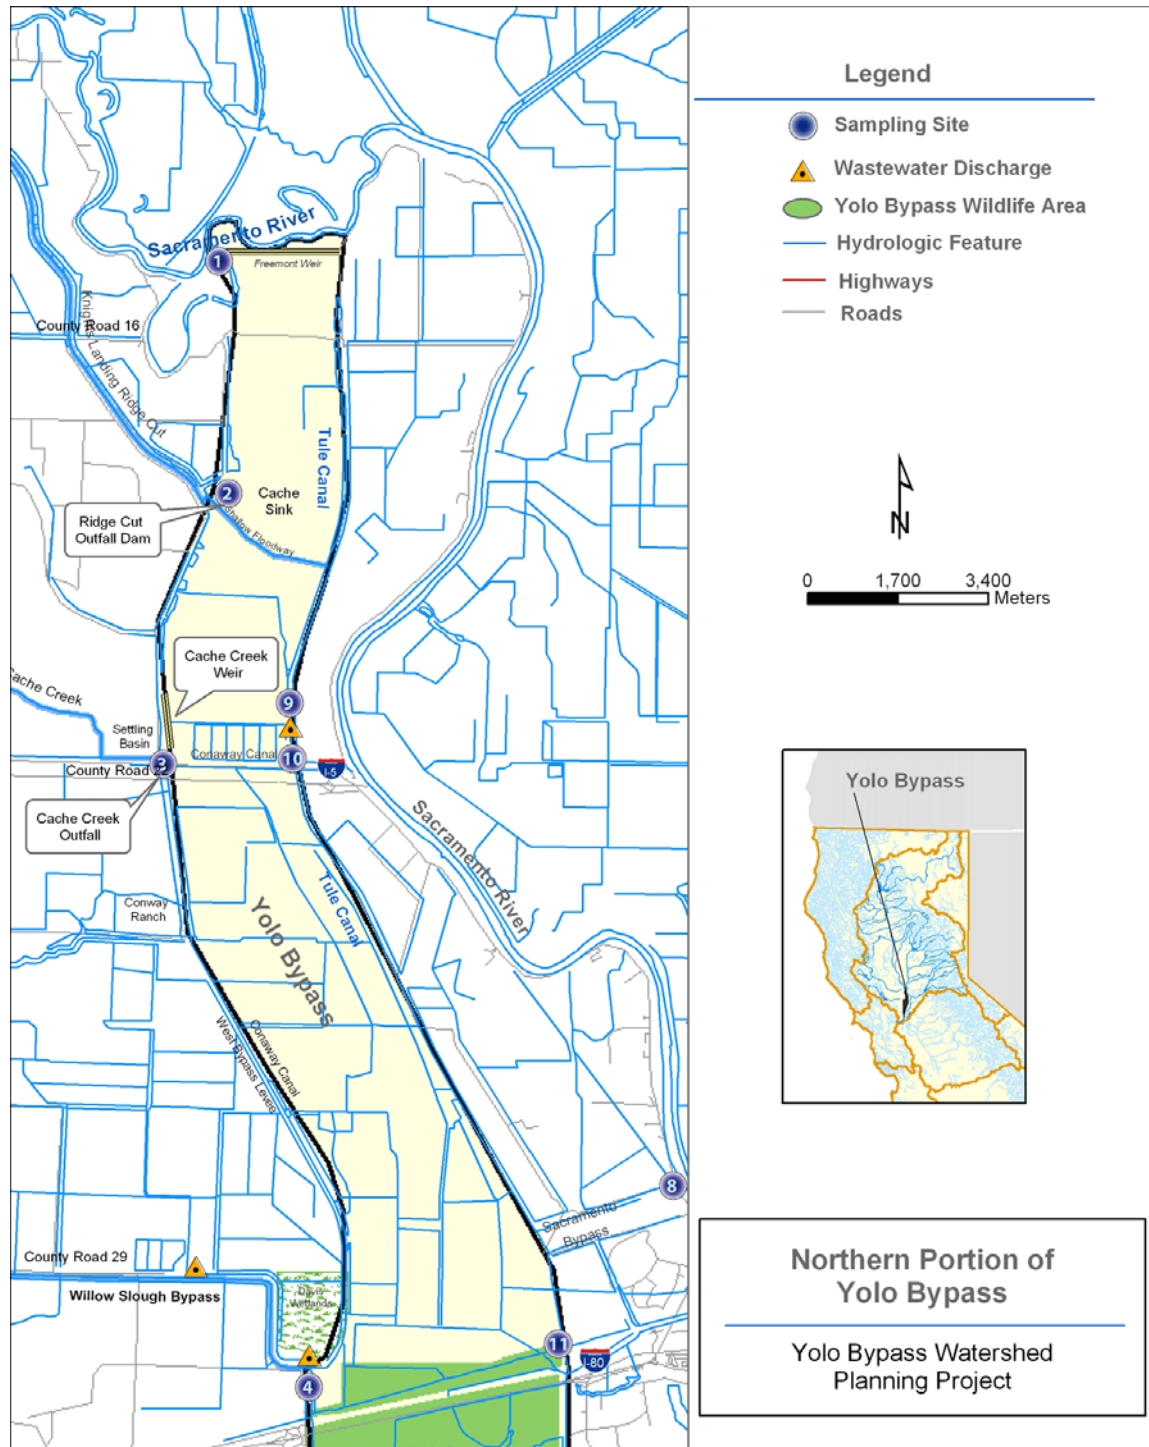 Legend
Sampling Site
Wastewater Discharge
Yolo Bypass Wildlife Area
Hydrologic Feature
Highways
Roads
N
0 1,700 3,400
Meters
Yolo Bypass
Northern Portion of
Yolo Bypass
Yolo Bypass Watershed
Planning Project
Sacramento River
1
Freemont Weir
County Road 16
Knights Landing Ridge Cut
Tule Canal
2
Cache
Sink
Ridge Cut
Outfall Dam
Shallow Floodway
Cache Creek
Weir
Cache Creek
9
Settling
Basin
Conaway Canal
10
3
I-5
County Road 22
Cache Creek
Outfall
Sacramento River
Tule Canal
Conway
Ranch
Yolo Bypass
Conaway Canal
West Bypass Levee
8
Sacramento
Bypass
County Road 29
Willow Slough Bypass
Davis
Wetlands
11
I-80
4